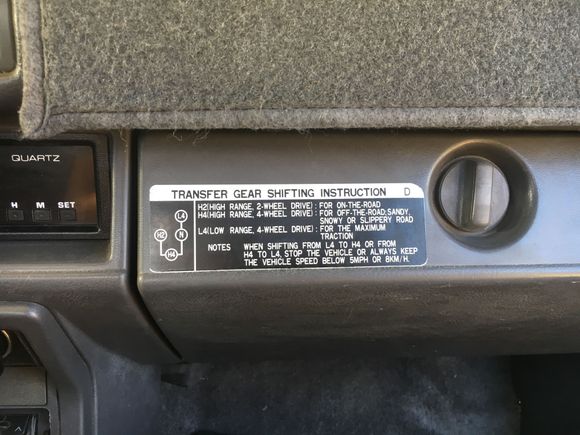 QUARTZ
H M SET
TRANSFER GEAR SHIFTING INSTRUCTION D
H2(HIGH RANGE, 2-WHEEL DRIVE) : FOR ON-THE-ROAD
H4(HIGH RANGE, 4-WHEEL DRIVE) : FOR OFF-THE-ROAD,SANDY,
SNOWY OR SLIPPERY ROAD
L4(LOW RANGE, 4-WHEEL DRIVE) : FOR THE MAXIMUM
TRACTION
NOTES WHEN SHIFTING FROM L4 TO H4 OR FROM
H4 TO L4, STOP THE VEHICLE OR ALWAYS KEEP
THE VEHICLE SPEED BELOW 5MPH OR 8KM/H.
L4
H2 N
H4